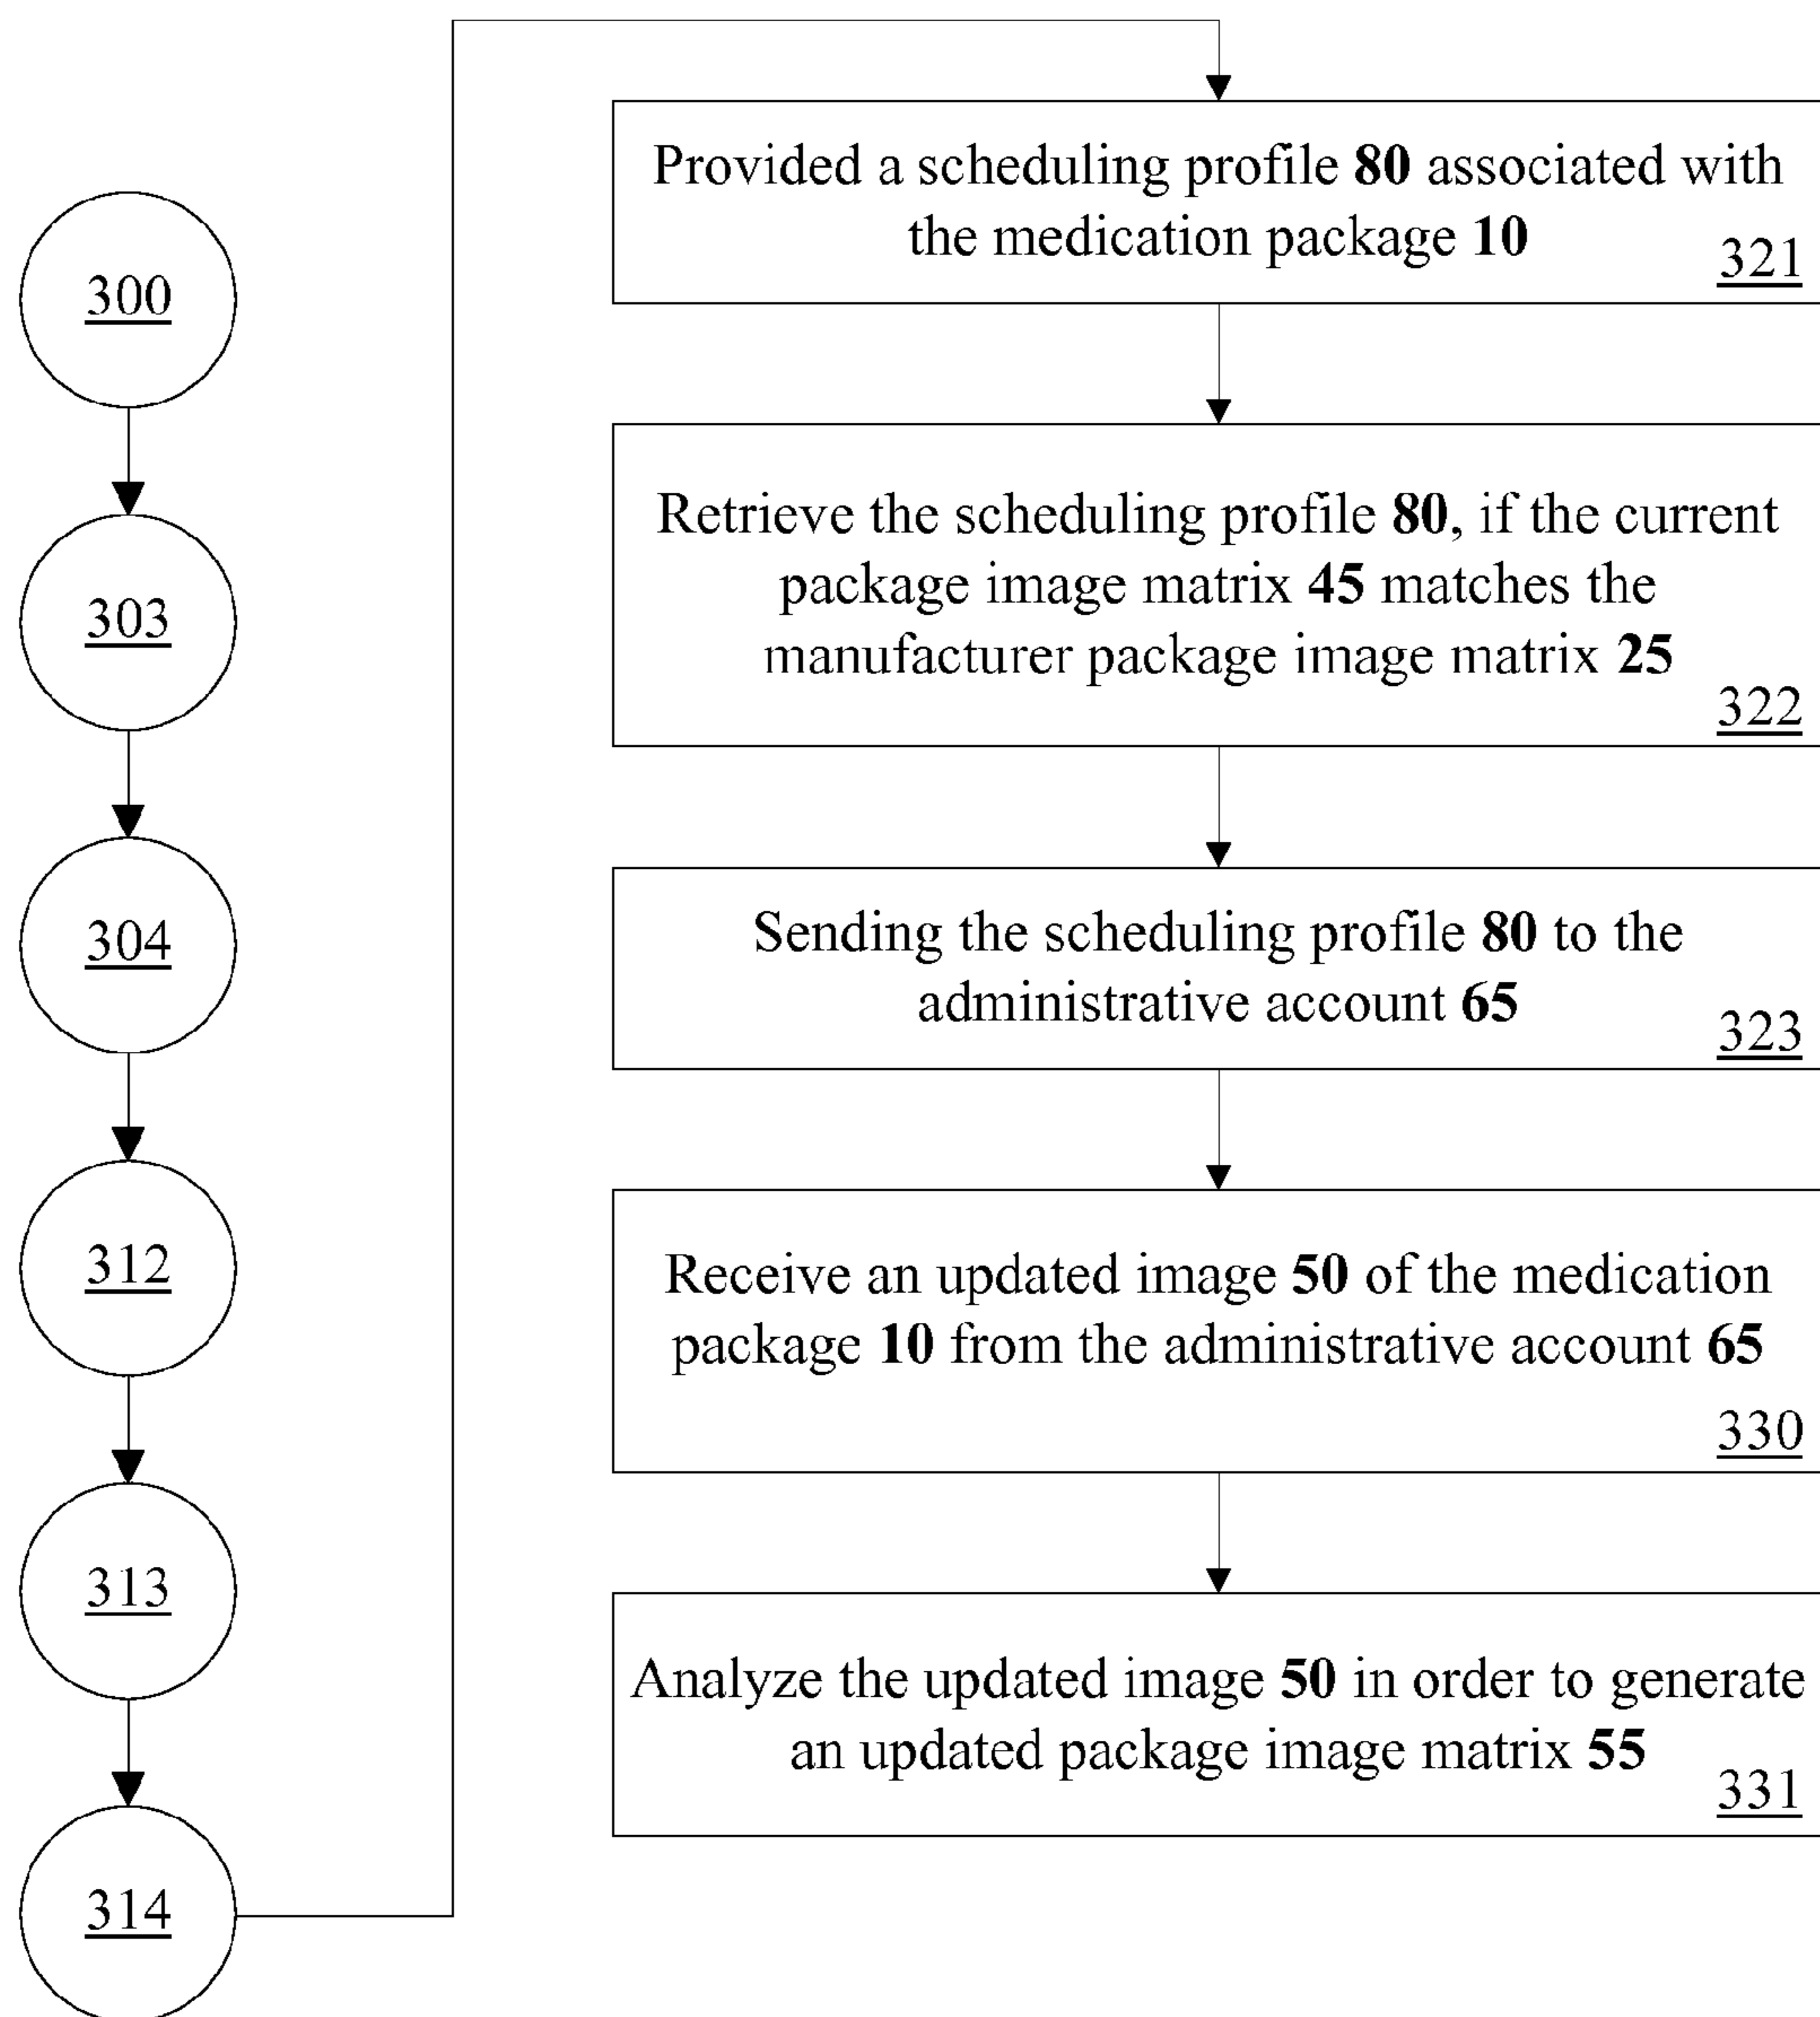 300
303
304
312
313
314
Provided a scheduling profile 80 associated with
the medication package 10
321
Retrieve the scheduling profile 80, if the current
package image matrix 45 matches the
manufacturer package image matrix 25
322
Sending the scheduling profile 80 to the
administrative account 65
323
Receive an updated image 50 of the medication
package 10 from the administrative account 65
330
Analyze the updated image 50 in order to generate
an updated package image matrix 55
331